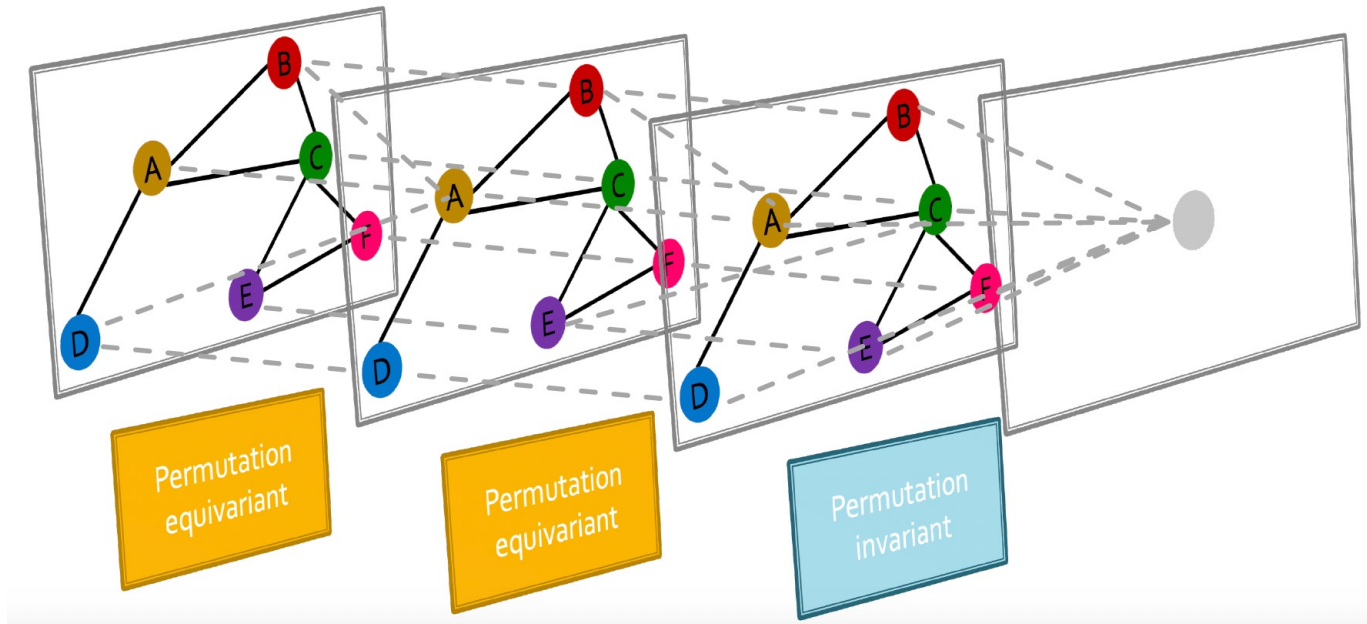 B
A
C
F
E
D
B
A
C
F
E
D
B
A
C
F
E
D
Permutation
equivariant
Permutation
equivariant
Permutation
invariant